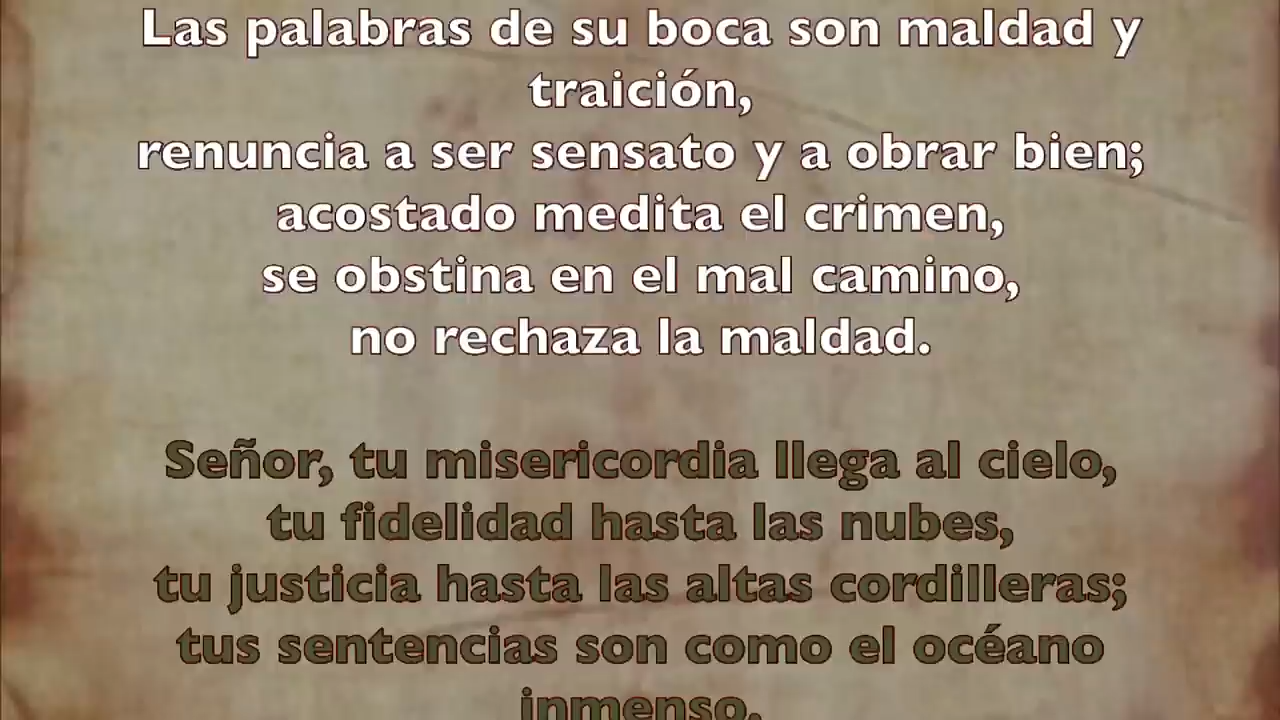 Las palabras de su boca son maldad y
traición,
renuncia a ser sensato y a obrar bien;
acostado medita el crimen,
se obstina en el mal camino,
no rechaza la maldad.
Señor, tu misericordia llega al cielo,
tu fidelidad hasta las nubes,
tu justicia hasta las altas cordilleras;
tus sentencias son como el océano
inmenso.